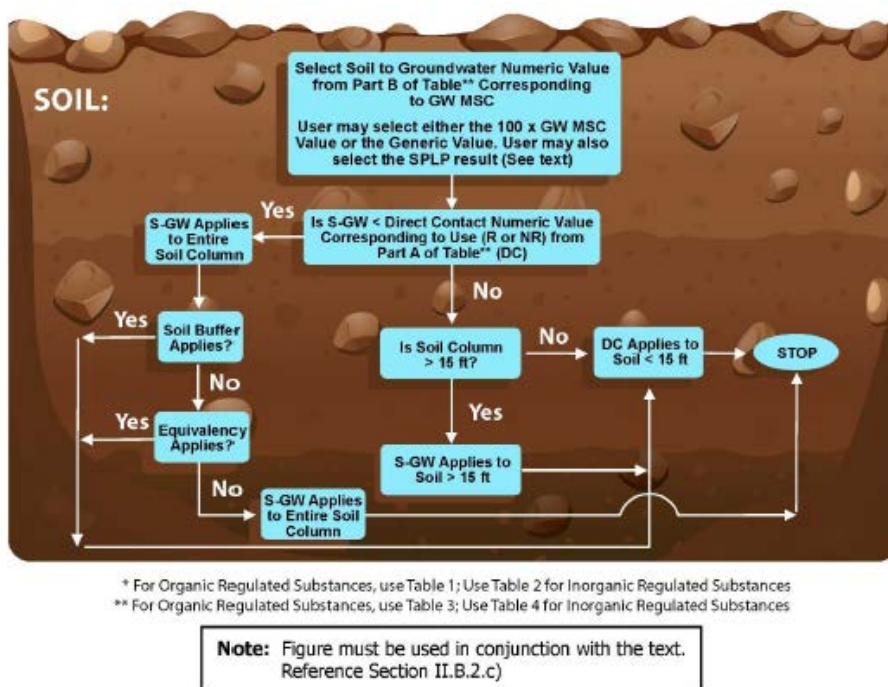 SOIL:
Select Soil to Groundwater Numeric Value
from Part B of Table** Corresponding
to GW MSC
User may select either the 100 x GW MSC
Value or the Generic Value. User may also
select the SPLP result (See text)
Yes
S-GW Applies
to Entire
Soil Column
Is S-GW < Direct Contact Numeric Value
Corresponding to Use (R or NR) from
Part A of Table** (DC)
No
Yes
Soil Buffer
Applies?
No
Is Soil Column
> 15 ft?
No
DC Applies to
Soil < 15 ft
STOP
Yes
Yes
Equivalency
Applies?
No
S-GW Applies to
Soil > 15 ft
S-GW Applies
to Entire Soil
Column
* For Organic Regulated Substances, use Table 1; Use Table 2 for Inorganic Regulated Substances
** For Organic Regulated Substances, use Table 3; Use Table 4 for Inorganic Regulated Substances
Note: Figure must be used in conjunction with the text.
Reference Section II.B.2.c)